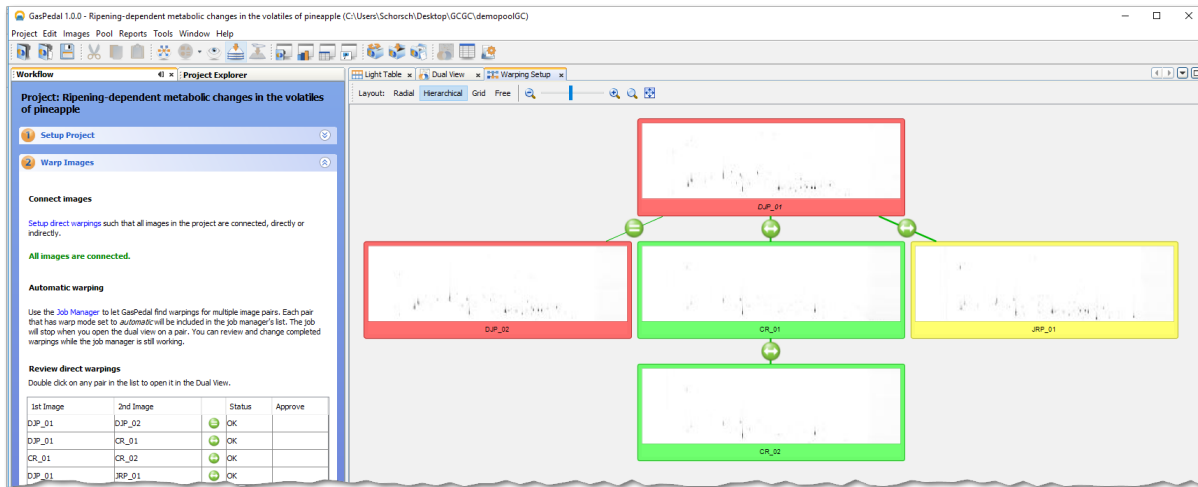 GasPedal 1.0.0 - Ripening-dependent metabolic changes in the volatiles of pineapple (C:\Users\Schorsch\Desktop\GCGC\demopoolGC)
Project Edit Images Pool Reports Tools Window Help
Workflow
Project Explorer
Light Table
Dual View
Warping Setup
Project: Ripening-dependent metabolic changes in the volatiles
of pineapple
1 Setup Project
2 Warp Images
Connect images
Setup direct warpings such that all images in the project are connected, directly or
indirectly.
All images are connected.
Automatic warping
Use the Job Manager to let GasPedal find warpings for multiple image pairs. Each pair
that has warp mode set to automatic will be included in the job manager's list. The job
will stop when you open the dual view on a pair. You can review and change completed
warpings while the job manager is still working.
Review direct warpings
Double click on any pair in the list to open it in the Dual View.
1st Image 2nd Image Status Approve
DJP_01 DJP_02 OK
DJP_01 CR_01 OK
CR_01 CR_02 OK
DJP_01 JRP_01 OK
Layout: Radial Hierarchical Grid Free
DJP_01
DJP_02
CR_01
JRP_01
CR_02